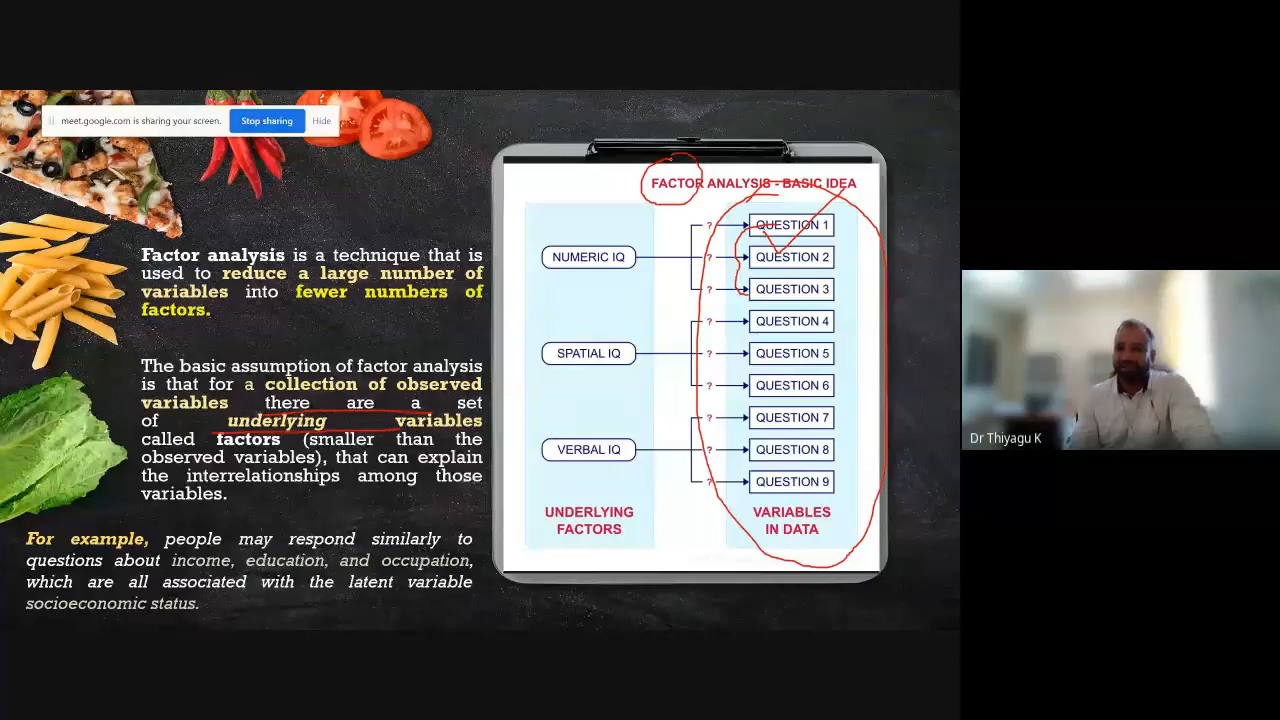 meet.google.com is sharing your screen.
Stop sharing
Hide
Factor analysis is a technique that is
used to reduce a large number of
variables into fewer numbers of
factors.
The basic assumption of factor analysis
is that for a collection of observed
variables there are a set
of underlying variables
called factors (smaller than the
observed variables), that can explain
the interrelationships among those
variables.
For example, people may respond similarly to
questions about income, education, and occupation,
which are all associated with the latent variable
socioeconomic status.
FACTOR ANALYSIS - BASIC IDEA
NUMERIC IQ
SPATIAL IQ
VERBAL IQ
UNDERLYING
FACTORS
?
?
?
?
?
?
?
?
?
QUESTION 1
QUESTION 2
QUESTION 3
QUESTION 4
QUESTION 5
QUESTION 6
QUESTION 7
QUESTION 8
QUESTION 9
VARIABLES
IN DATA
Dr Thiyagu K